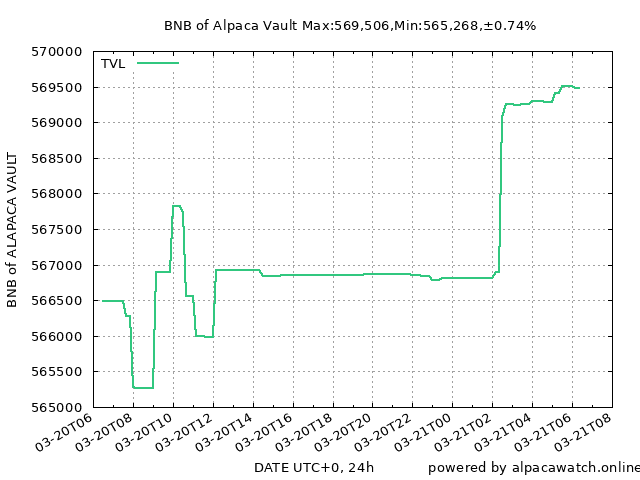 BNB of Alpaca Vault Max:569,506,Min:565,268,±0.74%
TVL
570000
569500
569000
568500
568000
567500
567000
566500
566000
565500
565000
BNB of ALAPACA VAULT
03-20T06
03-20T08
03-20T10
03-20T12
03-20T14
03-20T16
03-20T18
03-20T20
03-20T22
03-21T00
03-21T02
03-21T04
03-21T06
03-21T08
DATE UTC+0, 24h
powered by alpacawatch.online